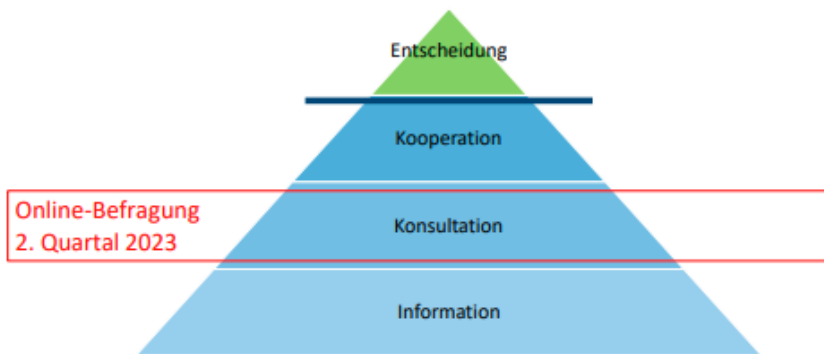 Entscheidung
Kooperation
Online-Befragung
2. Quartal 2023
Konsultation
Information